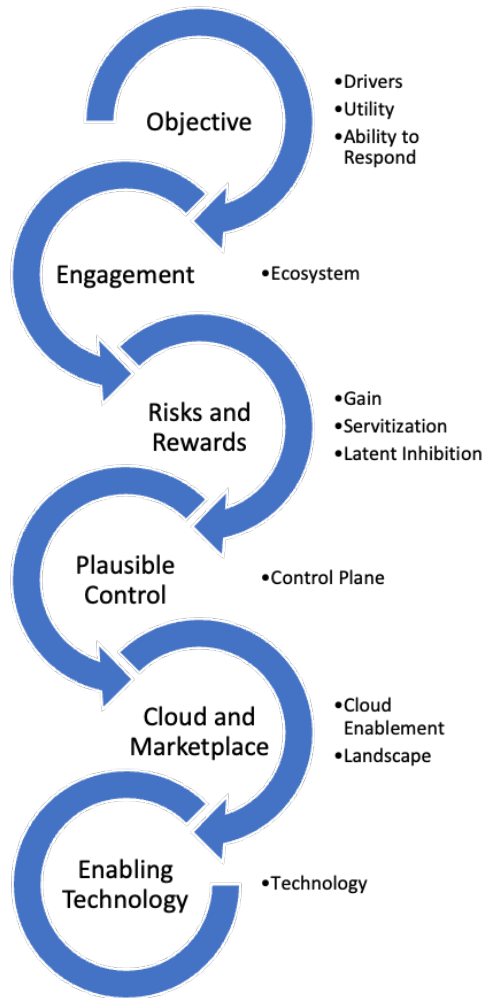 Objective
•Drivers
•Utility
•Ability to
Respond
Engagement
•Ecosystem
Risks and
Rewards
•Gain
•Servitization
•Latent Inhibition
Plausible
Control
•Control Plane
Cloud and
Marketplace
•Cloud
Enablement
•Landscape
Enabling
Technology
•Technology